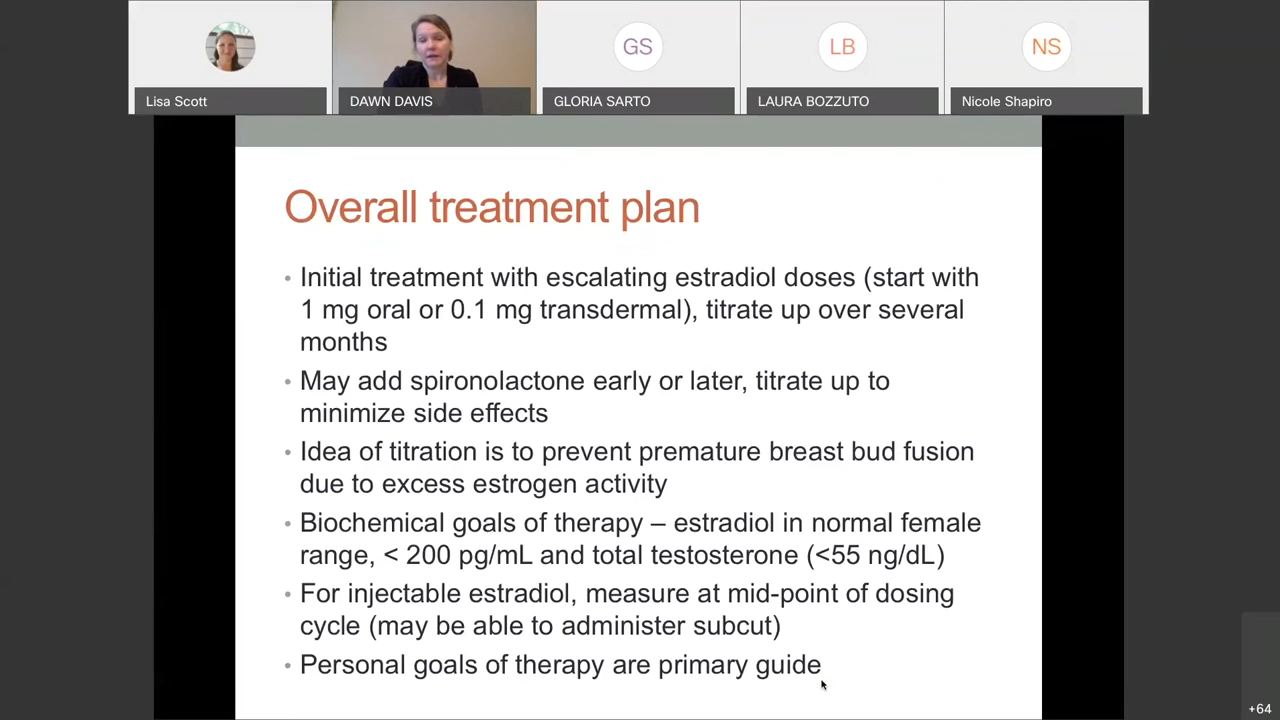 Lisa Scott
DAWN DAVIS
GS
GLORIA SARTO
LB
LAURA BOZZUTO
NS
Nicole Shapiro
Overall treatment plan
• Initial treatment with escalating estradiol doses (start with
1 mg oral or 0.1 mg transdermal), titrate up over several
months
• May add spironolactone early or later, titrate up to
minimize side effects
• Idea of titration is to prevent premature breast bud fusion
due to excess estrogen activity
• Biochemical goals of therapy – estradiol in normal female
range, < 200 pg/mL and total testosterone (<55 ng/dL)
• For injectable estradiol, measure at mid-point of dosing
cycle (may be able to administer subcut)
• Personal goals of therapy are primary guide
+64